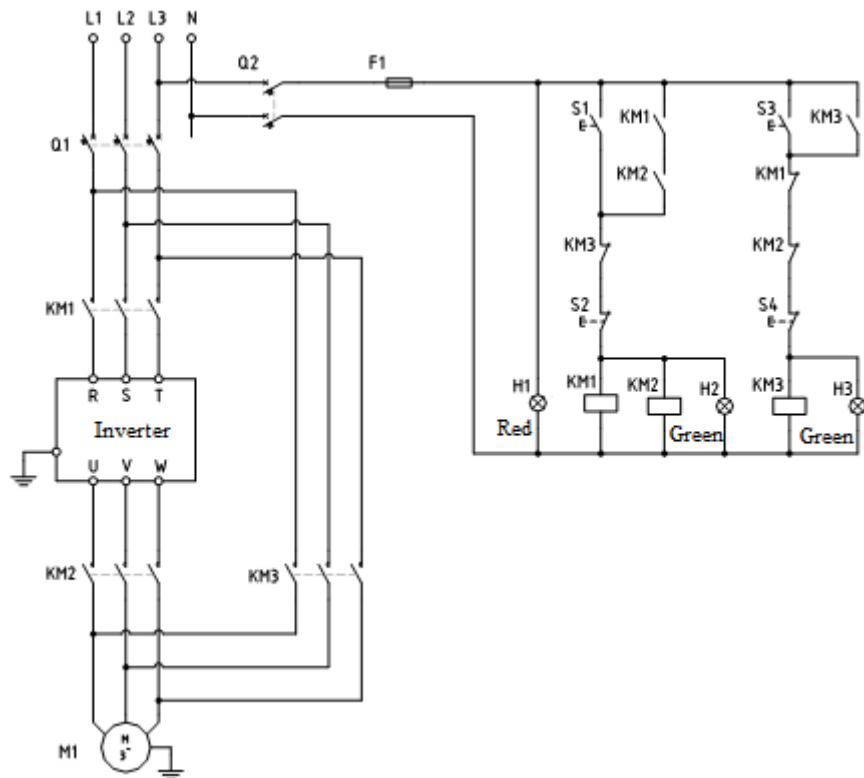 L1 L2 L3 N
Q2 F1
S1 KM1 S3 KM3
Q1
KM2 KM1
KM3 KM2
KM1
S2 S4
R S T
H1 KM1 KM2 H2 KM3 H3
Inverter
Red Green Green
U V W
KM2 KM3
M1 M
3~